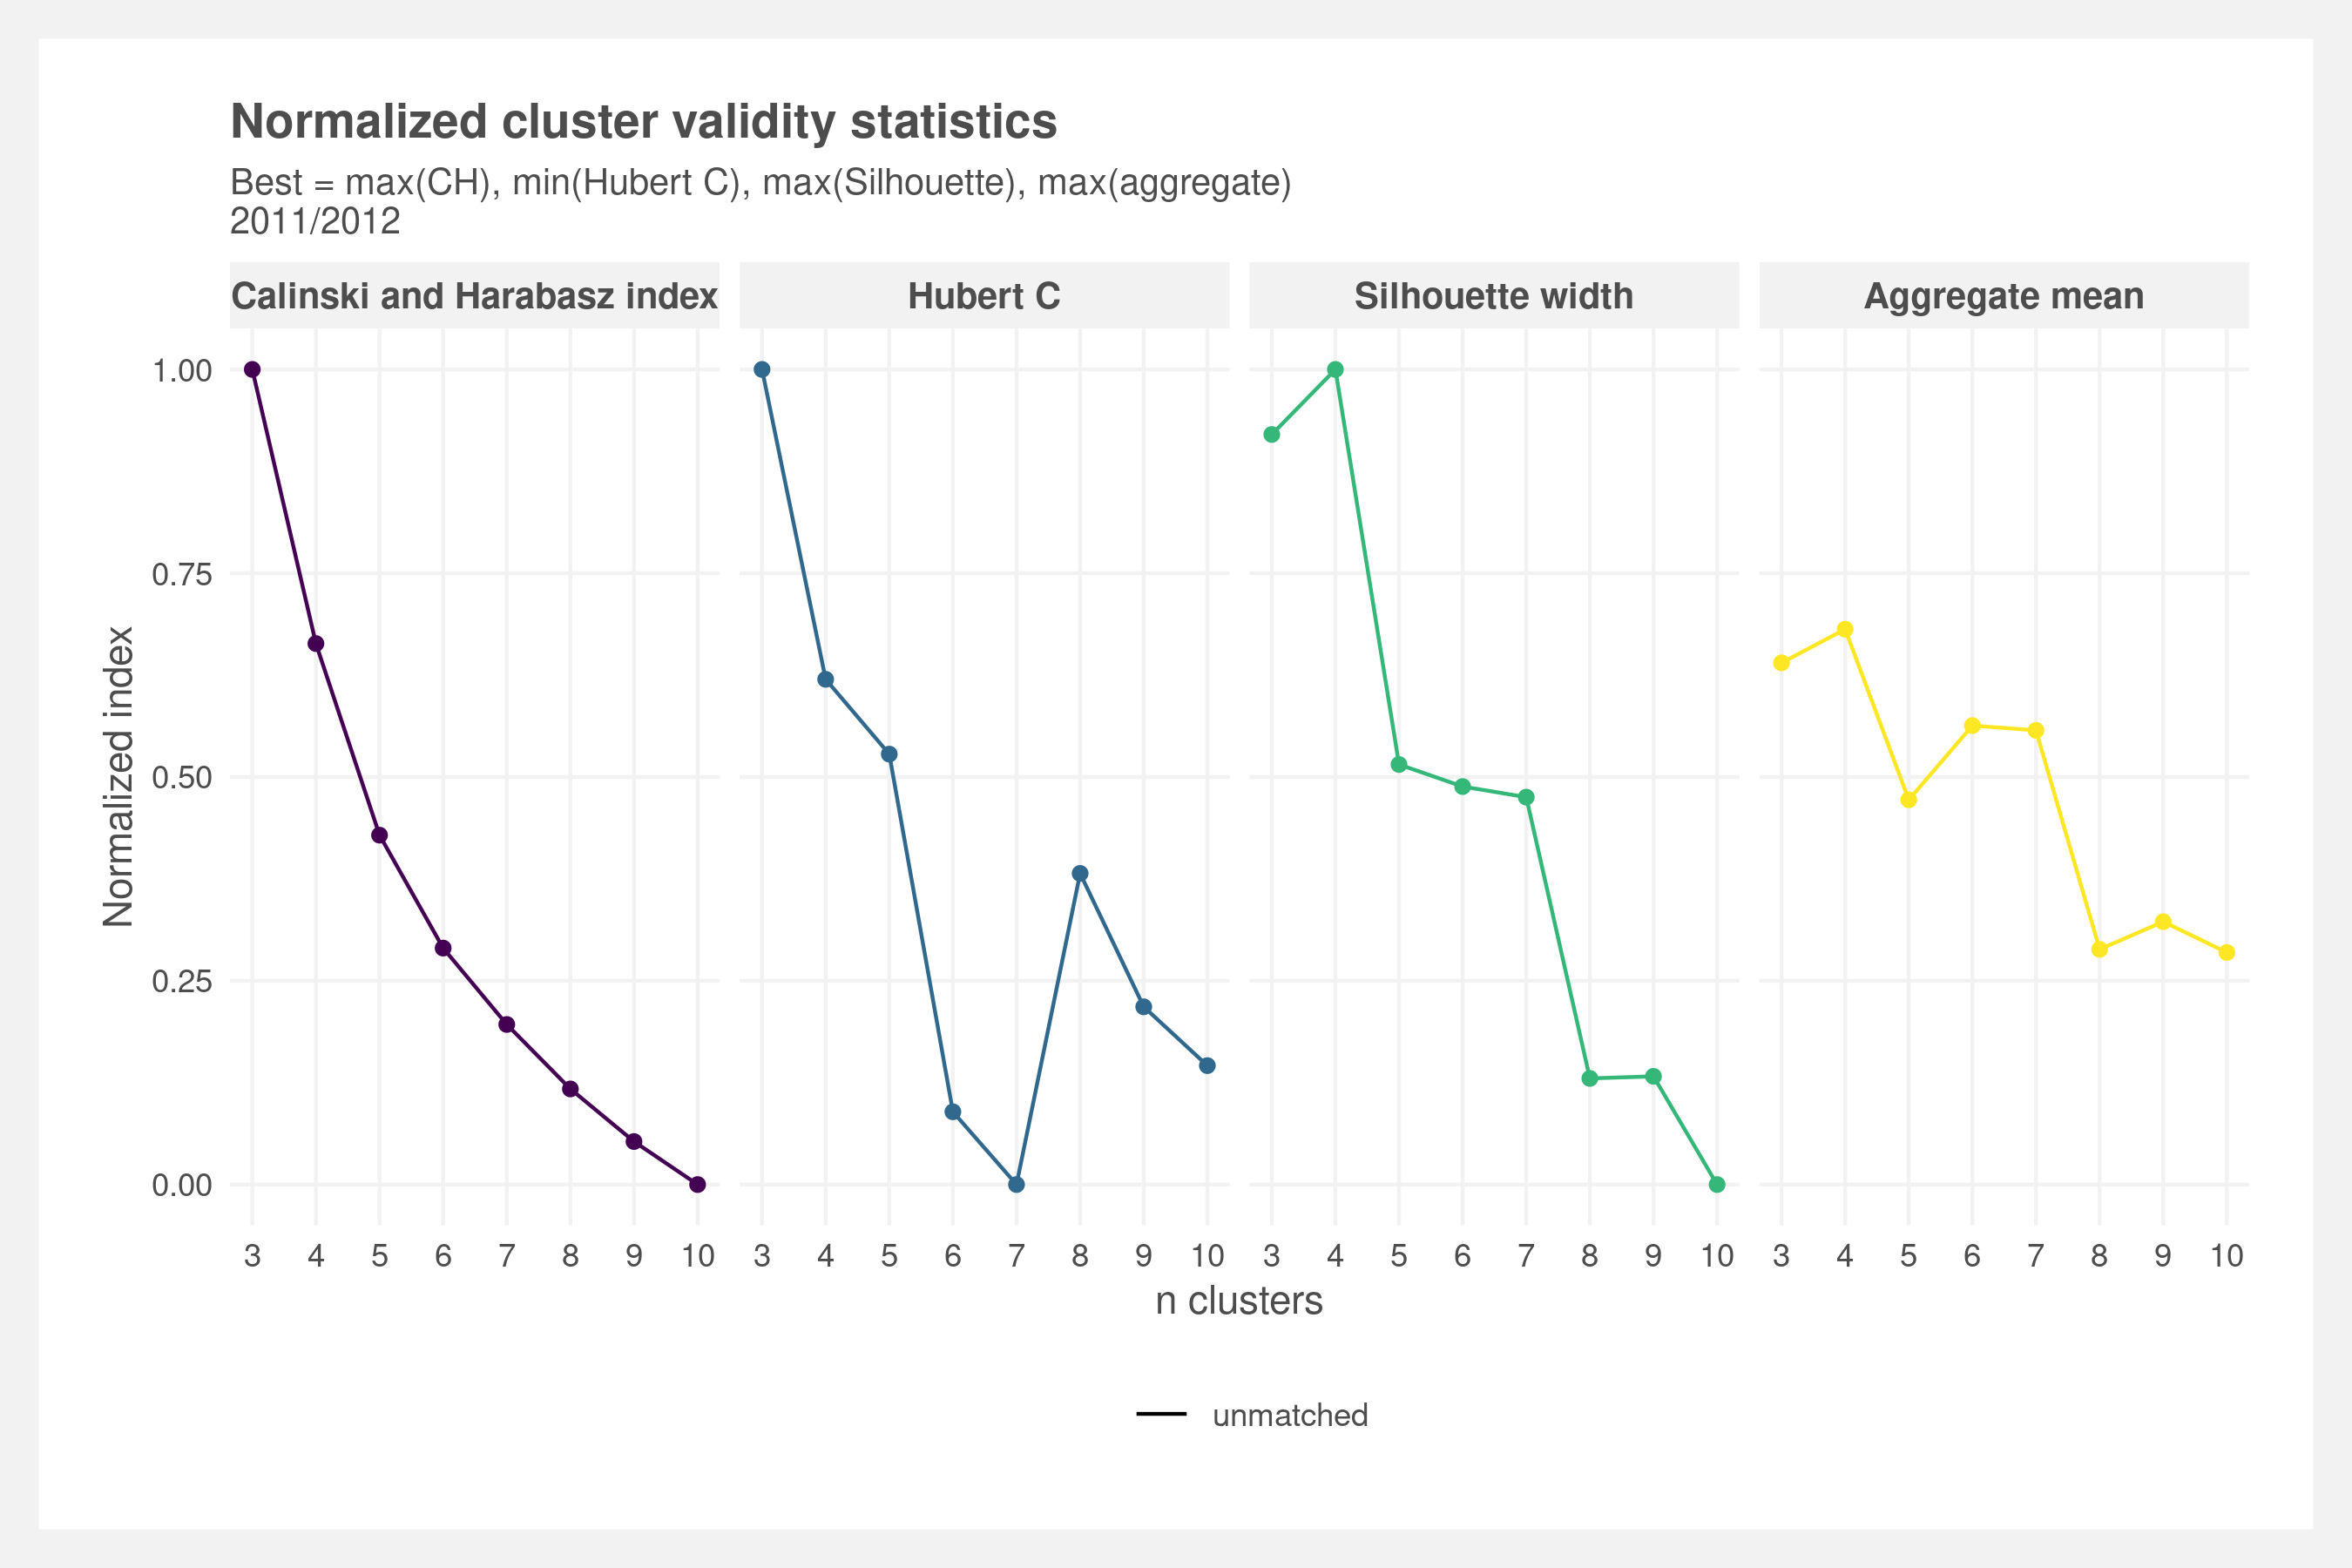 Normalized cluster validity statistics
Best = max(CH), min(Hubert C), max(Silhouette), max(aggregate)
2011/2012
Calinski and Harabasz index
Hubert C
Silhouette width
Aggregate mean
Normalized index
1.00
0.75
0.50
0.25
0.00
3 4 5 6 7 8 9 10
3 4 5 6 7 8 9 10
3 4 5 6 7 8 9 10
3 4 5 6 7 8 9 10
n clusters
unmatched